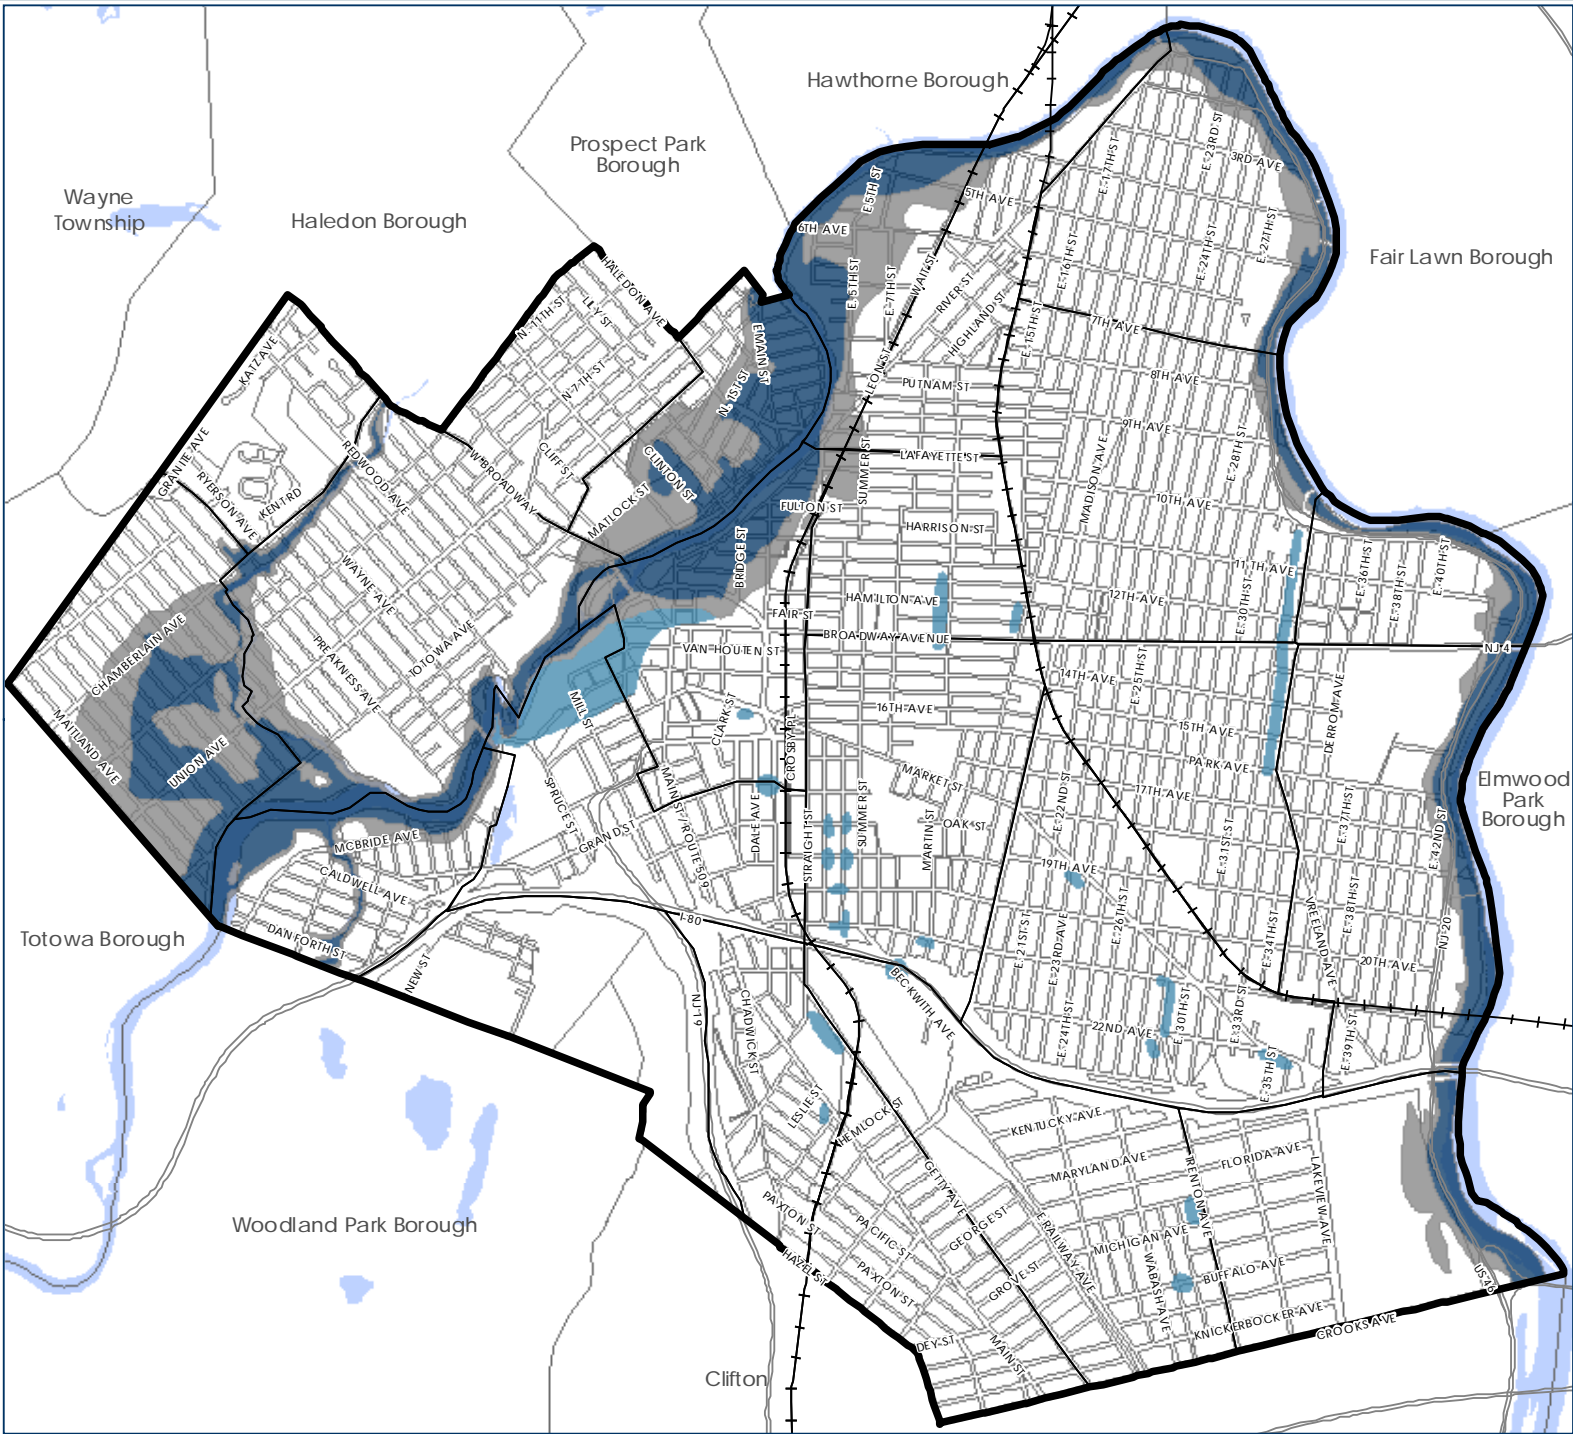 Hawthorne Borough
Prospect Park
Borough
Wayne
Township
Haledon Borough
Fair Lawn Borough
Elmwood
Park
Borough
Totowa Borough
Woodland Park Borough
Clifton
E. 23RD ST
3RD AVE
E. 17TH ST
E 5TH ST
5TH AVE
6TH AVE
E. 27TH ST
E. 24TH ST
E. 16TH ST
HALEDON AVE
WAIT ST
E. 5TH ST
E. 7TH ST
RIVER ST
LILY ST
N. 11TH ST
HIGHLAND ST
E. 15TH ST
7TH AVE
E MAIN ST
KATZ AVE
LEON ST
N 7TH ST
N. 1ST ST
PUTNAM ST
8TH AVE
9TH AVE
GRANITE AVE
REDWOOD AVE
W BROADWAY
CLIFF ST
CLINTON ST
SUMMER ST
LAFAYETTE ST
MADISON AVE
E. 28TH ST
RYERSON AVE
KENT RD
MATLOCK ST
FULTON ST
10TH AVE
HARRISON ST
BRIDGE ST
WAYNE AVE
11 TH AVE
E. 36TH ST
E. 40TH ST
E. 38TH ST
HAMILTON AVE
12TH AVE
E. 30TH ST
FAIR ST
BROADWAY AVENUE
NJ 4
CHAMBERLAIN AVE
PREAKNESS AVE
TOTOWA AVE
VAN HOUTEN ST
14TH AVE
E. 25TH ST
MILL ST
CLARK ST
16TH AVE
15TH AVE
DERROM AVE
MAITLAND AVE
UNION AVE
CROSBY PL
PARK AVE
MARKET ST
17TH AVE
SPRUCE ST
MAIN ST / ROUTE 509
DALE AVE
STRAIGHT ST
SUMMER ST
MARTIN ST
OAK ST
E. 22ND ST
E. 31ST ST
E. 37TH ST
E. 42ND ST
MCBRIDE AVE
GRAND ST
CALDWELL AVE
19TH AVE
E. 26TH ST
E. 38TH ST
VREELAND AVE
I-80
DANFORTH ST
NEW ST
E. 21ST ST
E. 23RD AVE
E. 34TH ST
20TH AVE
NJ 20
BECKWITH AVE
NJ 19
CHADWICK ST
E. 24TH ST
22ND AVE
E. 30TH ST
E. 33RD ST
E. 39TH ST
E. 35TH ST
LESLIE ST
HEMLOCK ST
KENTUCKY AVE
MARYLAND AVE
FLORIDA AVE
TRENTON AVE
LAKEVIEW AVE
GETTY AVE
PAXTON ST
PACIFIC ST
GEORGE ST
E RAILWAY AVE
MICHIGAN AVE
HAZEL ST
PAXTON ST
GROVE ST
WABASH AVE
BUFFALO AVE
US 46
KNICKERBOCKER AVE
CROOKS AVE
DEY ST
MAIN ST